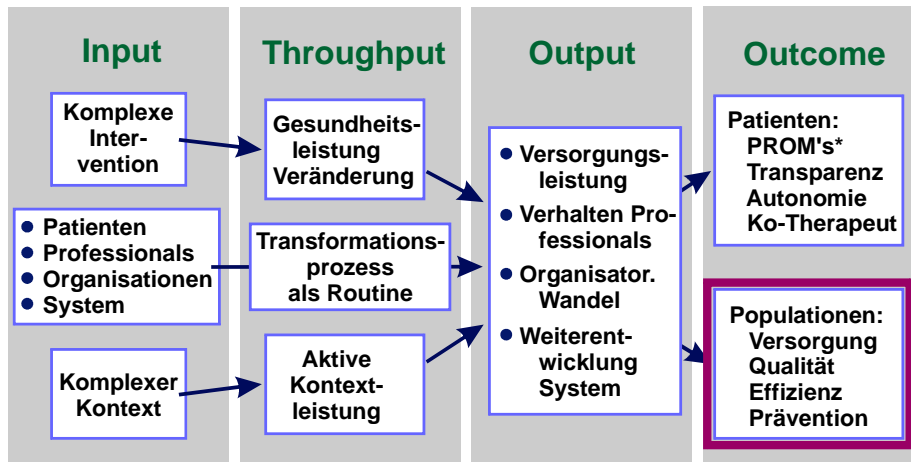 Input
Komplexe
Inter-
vention
● Patienten
● Professionals
● Organisationen
● System
Komplexer
Kontext
Throughput
Gesundheits-
leistung
Veränderung
Transformations-
prozess
als Routine
Aktive
Kontext-
leistung
Output
● Versorgungs-
leistung
● Verhalten Pro-
fessionals
● Organisator.
Wandel
● Weiterent-
wicklung
System
Outcome
Patienten:
PROM's*
Transparenz
Autonomie
Ko-Therapeut
Populationen:
Versorgung
Qualität
Effizienz
Prävention